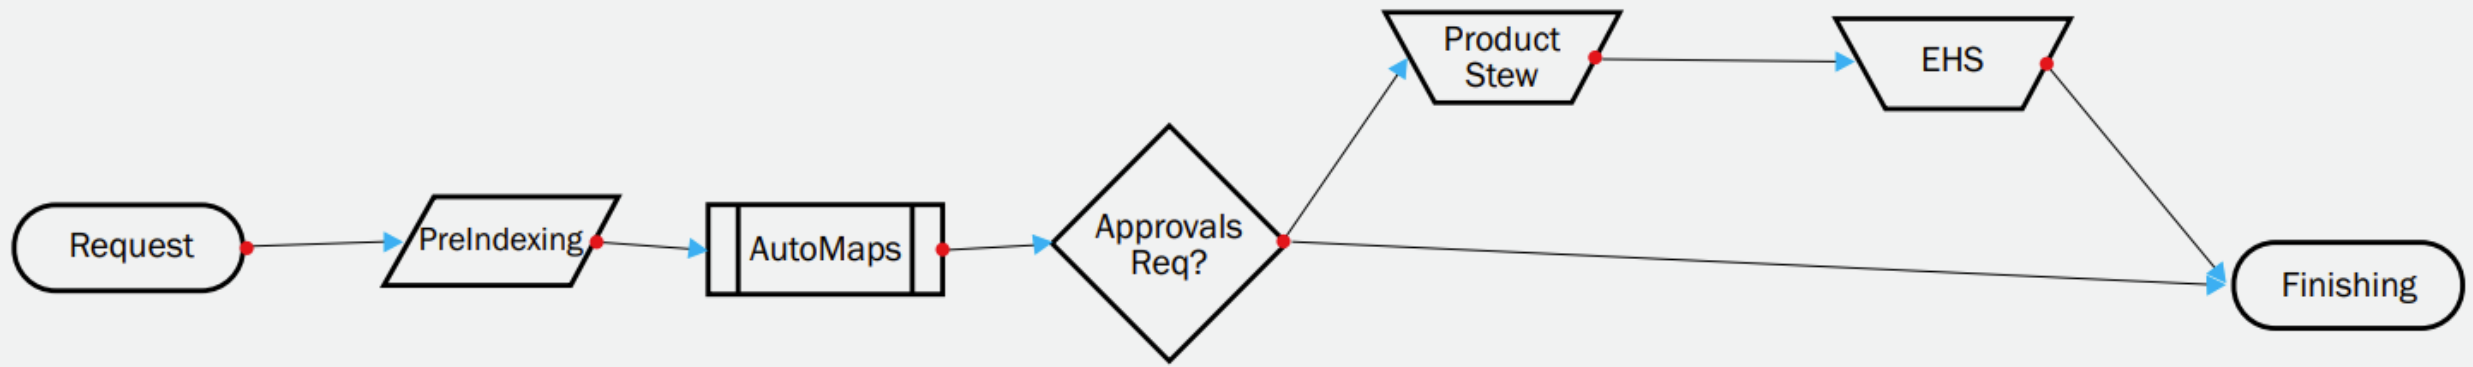 Request
PreIndexing
AutoMaps
Approvals
Req?
Product
Stew
EHS
Finishing